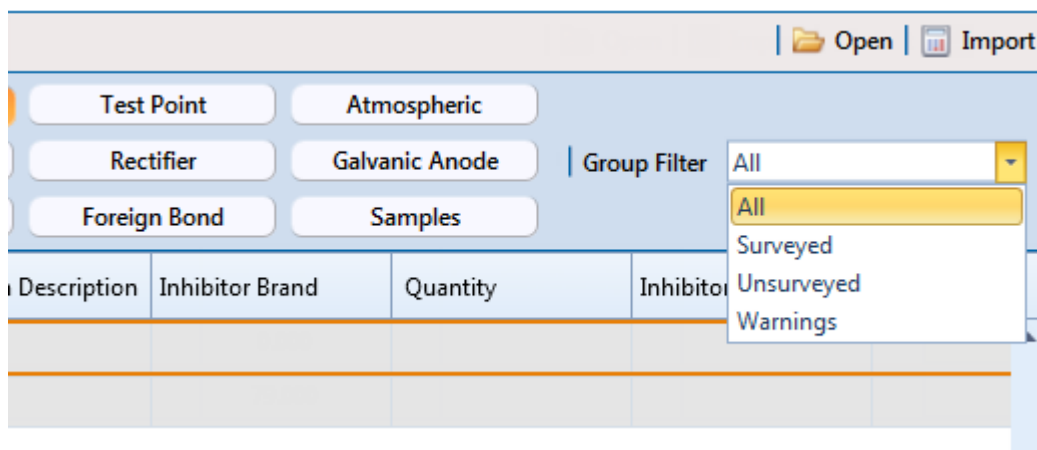 Open Import
Test Point Atmospheric
Rectifier Galvanic Anode Group Filter All
Foreign Bond Samples
All
Surveyed
Unsurveyed
Warnings
Description Inhibitor Brand Quantity